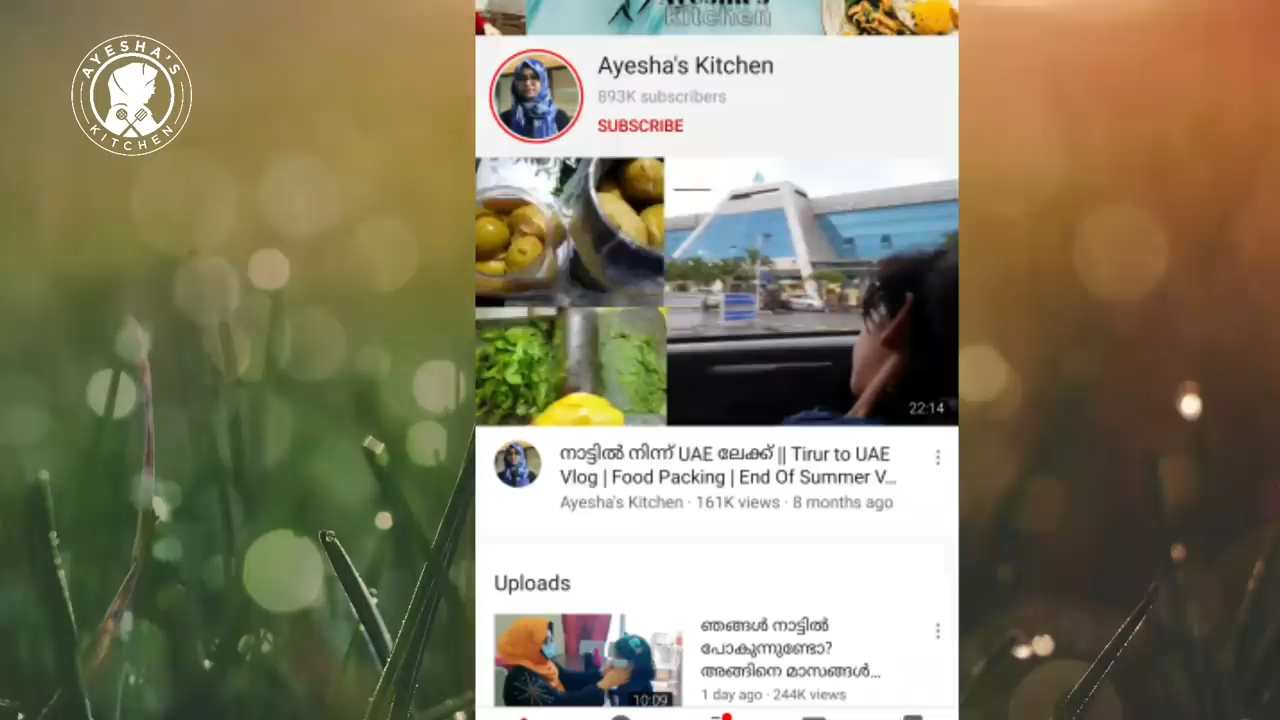 AYESHA'S
KITCHEN
Kitchen
Ayesha's Kitchen
893K subscribers
SUBSCRIBE
22:14
നാട്ടിൽ നിന്ന് UAE ലേക്ക് || Tirur to UAE
Vlog | Food Packing | End Of Summer V...
Ayesha's Kitchen · 161K views · 8 months ago
Uploads
ഞങ്ങൾ നാട്ടിൽ
പോകുന്നുണ്ടോ?
അങ്ങിനെ മാസങ്ങൾ...
1 day ago · 244K views
10:09